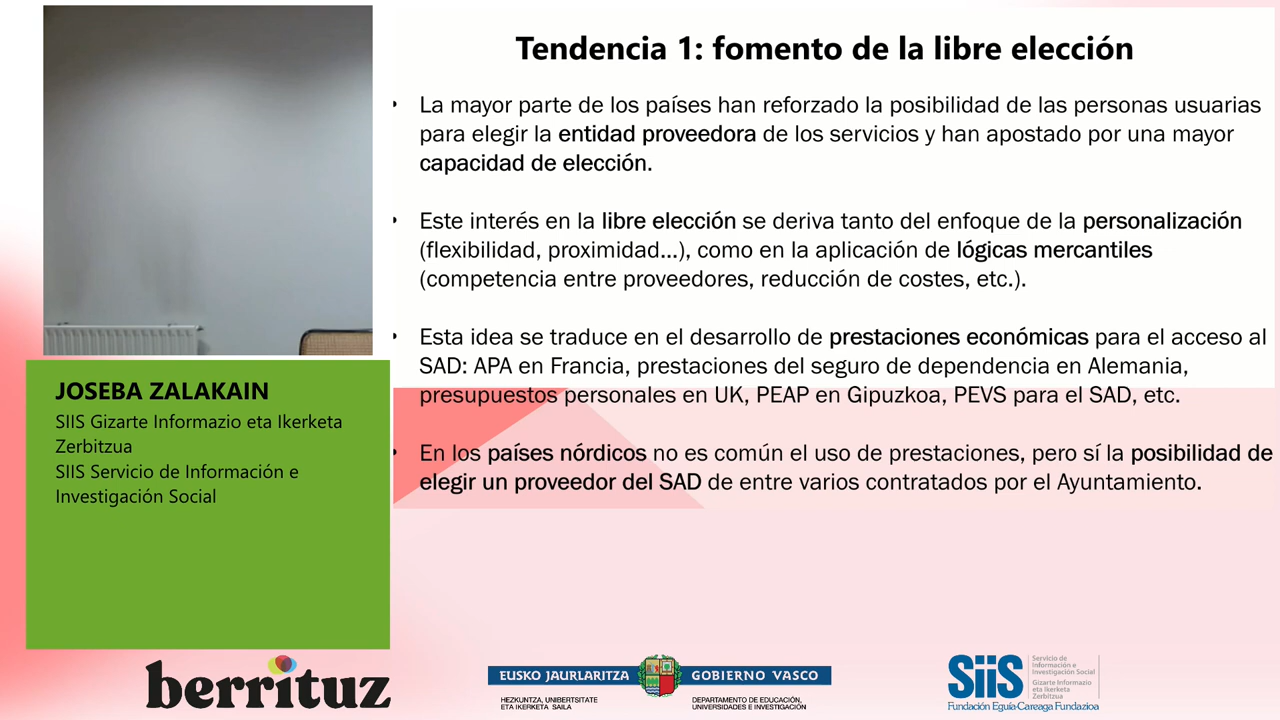 Tendencia 1: fomento de la libre elección
• La mayor parte de los países han reforzado la posibilidad de las personas usuarias
para elegir la entidad proveedora de los servicios y han apostado por una mayor
capacidad de elección.
• Este interés en la libre elección se deriva tanto del enfoque de la personalización
(flexibilidad, proximidad…), como en la aplicación de lógicas mercantiles
(competencia entre proveedores, reducción de costes, etc.).
• Esta idea se traduce en el desarrollo de prestaciones económicas para el acceso al
SAD: APA en Francia, prestaciones del seguro de dependencia en Alemania,
presupuestos personales en UK, PEAP en Gipuzkoa, PEVS para el SAD, etc.
• En los países nórdicos no es común el uso de prestaciones, pero sí la posibilidad de
elegir un proveedor del SAD de entre varios contratados por el Ayuntamiento.
JOSEBA ZALAKAIN
SIIS Gizarte Informazio eta Ikerketa
Zerbitzua
SIIS Servicio de Información e
Investigación Social
berrituz
EUSKO JAURLARITZA
GOBIERNO VASCO
HEZKUNTZA, UNIBERTSITATE
ETA IKERKETA SAILA
DEPARTAMENTO DE EDUCACIÓN,
UNIVERSIDADES E INVESTIGACIÓN
SiiS
Servicio de
Información e
Investigación Social
Gizarte Informazio
eta Ikerketa
Zerbitzua
Fundación Eguía-Careaga Fundazioa